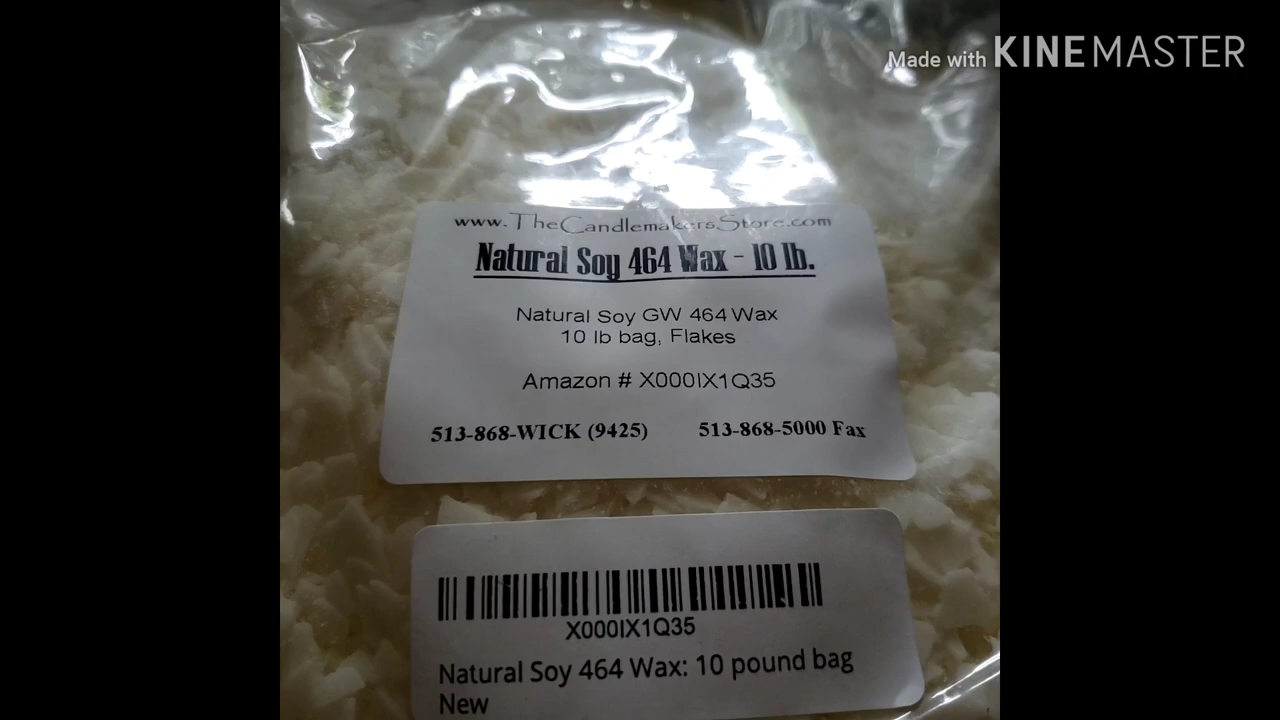 Made with KINEMASTER
www.TheCandlemakersStore.com
Natural Soy 464 Wax - 10 lb.
Natural Soy GW 464 Wax
10 lb bag, Flakes
Amazon # X000IX1Q35
513-868-WICK (9425) 513-868-5000 Fax
X000IX1Q35
Natural Soy 464 Wax: 10 pound bag
New